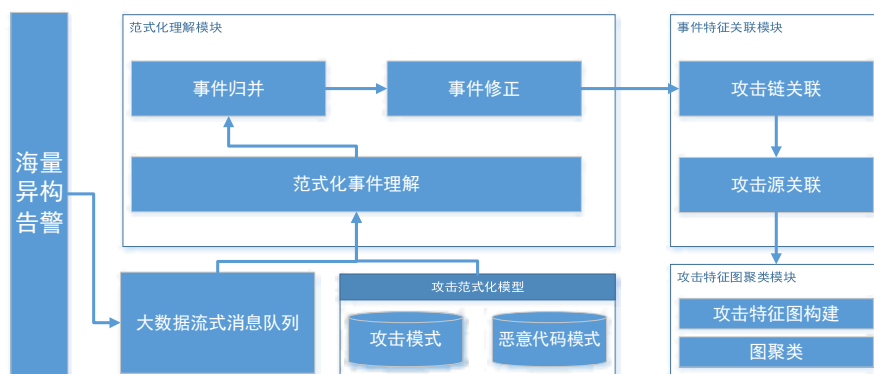 海量
异构
告警
范式化理解模块
事件归并
事件修正
范式化事件理解
大数据流式消息队列
攻击范式化模型
攻击模式
恶意代码模式
事件特征关联模块
攻击链关联
攻击源关联
攻击特征图聚类模块
攻击特征图构建
图聚类